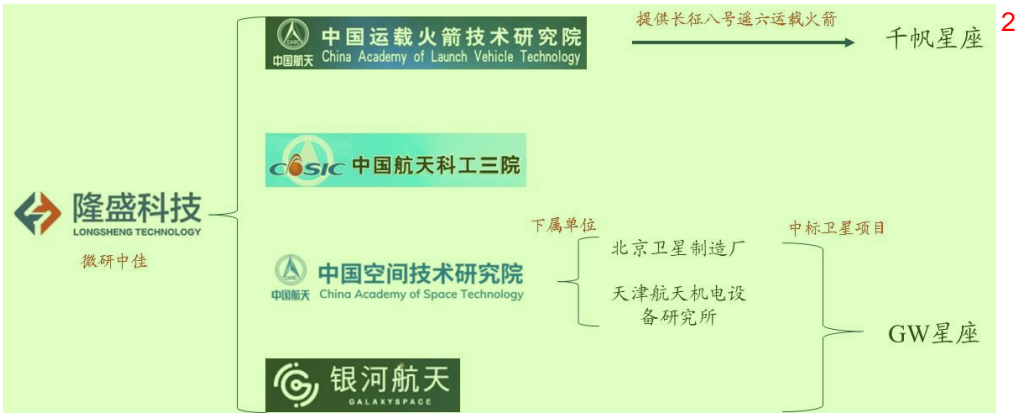 提供长征八号遥六运载火箭
2
中国运载火箭技术研究院
中国航天 China Academy of Launch Vehicle Technology
千帆星座
COSIC 中国航天科工三院
隆盛科技
LONGSHENG TECHNOLOGY
微研中佳
下属单位
中标卫星项目
北京卫星制造厂
中国空间技术研究院
中国航天 China Academy of Space Technology
天津航天机电设
备研究所
GW星座
银河航天
GALAXYSPACE